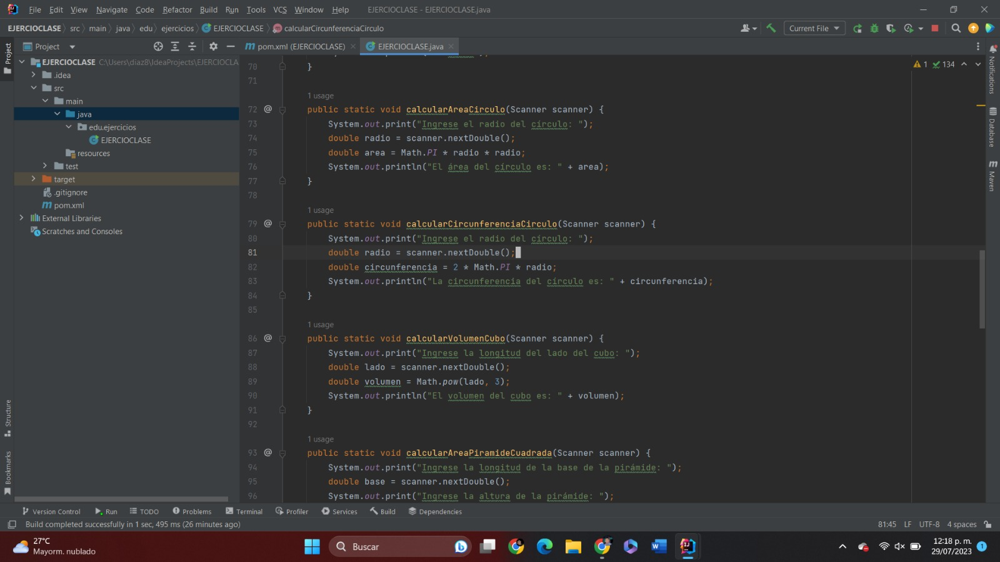 File Edit View Navigate Code Refactor Build Run Tools VCS Window Help EJERCIOCLASE - EJERCIOCLASE.java
EJERCIOCLASE src main java edu ejercicios EJERCIOCLASE calcularCircunferenciaCirculo Current File
Project
Project
pom.xml (EJERCIOCLASE)
EJERCIOCLASE.java
EJERCIOCLASE C:\Users\diaz8\IdeaProjects\EJERCIOCLA
.idea
src
main
java
edu.ejercicios
EJERCIOCLASE
resources
test
target
.gitignore
pom.xml
External Libraries
Scratches and Consoles
Structure
Bookmarks
1 134
70 }
71
1 usage
72 @ public static void calcularAreaCirculo(Scanner scanner) {
73 System.out.print("Ingrese el radio del círculo: ");
74 double radio = scanner.nextDouble();
75 double area = Math.PI * radio * radio;
76 System.out.println("El área del círculo es: " + area);
77 }
78
1 usage
79 @ public static void calcularCircunferenciaCirculo(Scanner scanner) {
80 System.out.print("Ingrese el radio del círculo: ");
81 double radio = scanner.nextDouble();
82 double circunferencia = 2 * Math.PI * radio;
83 System.out.println("La circunferencia del círculo es: " + circunferencia);
84 }
85
1 usage
86 @ public static void calcularVolumenCubo(Scanner scanner) {
87 System.out.print("Ingrese la longitud del lado del cubo: ");
88 double lado = scanner.nextDouble();
89 double volumen = Math.pow(lado, 3);
90 System.out.println("El volumen del cubo es: " + volumen);
91 }
92
1 usage
93 @ public static void calcularAreaPiramideCuadrada(Scanner scanner) {
94 System.out.print("Ingrese la longitud de la base de la pirámide: ");
95 double base = scanner.nextDouble();
96 System.out.print("Ingrese la altura de la pirámide: ");
Notifications
Database
Maven
Version Control Run TODO Problems Terminal Profiler Services Build Dependencies
Build completed successfully in 1 sec, 495 ms (26 minutes ago) 81:45 LF UTF-8 4 spaces
27°C
Mayorm. nublado
Buscar
12:18 p. m.
29/07/2023
1